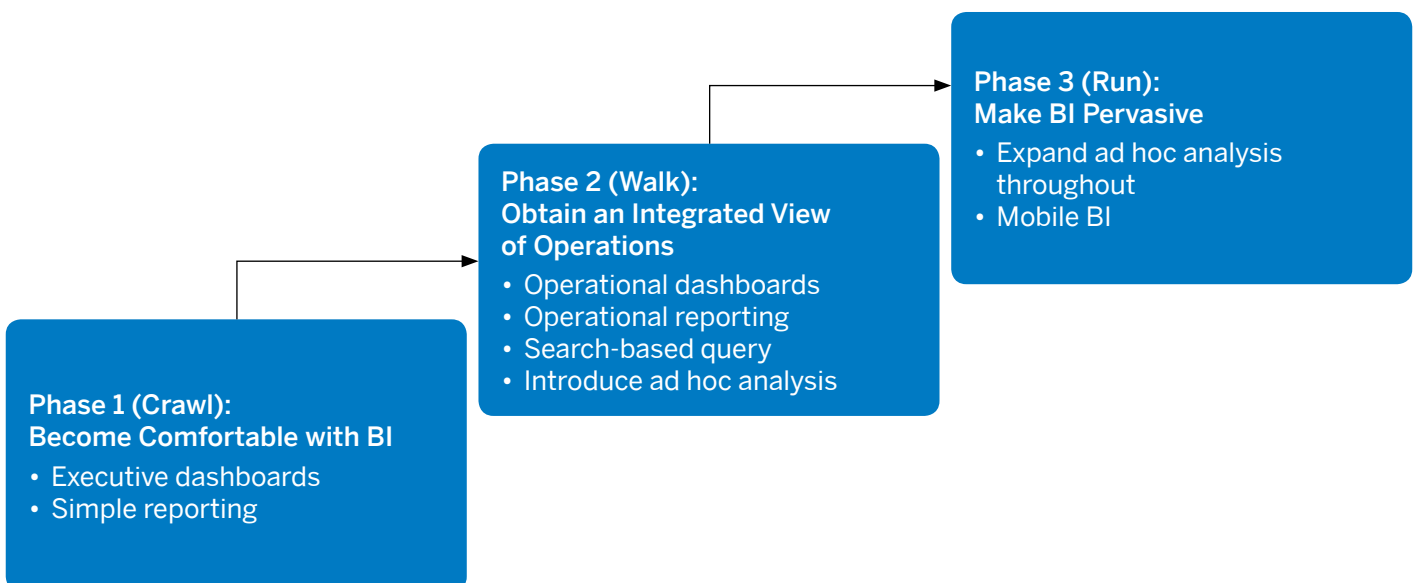 Phase 1 (Crawl):
Become Comfortable with BI
• Executive dashboards
• Simple reporting
Phase 2 (Walk):
Obtain an Integrated View
of Operations
• Operational dashboards
• Operational reporting
• Search-based query
• Introduce ad hoc analysis
Phase 3 (Run):
Make BI Pervasive
• Expand ad hoc analysis
throughout
• Mobile BI